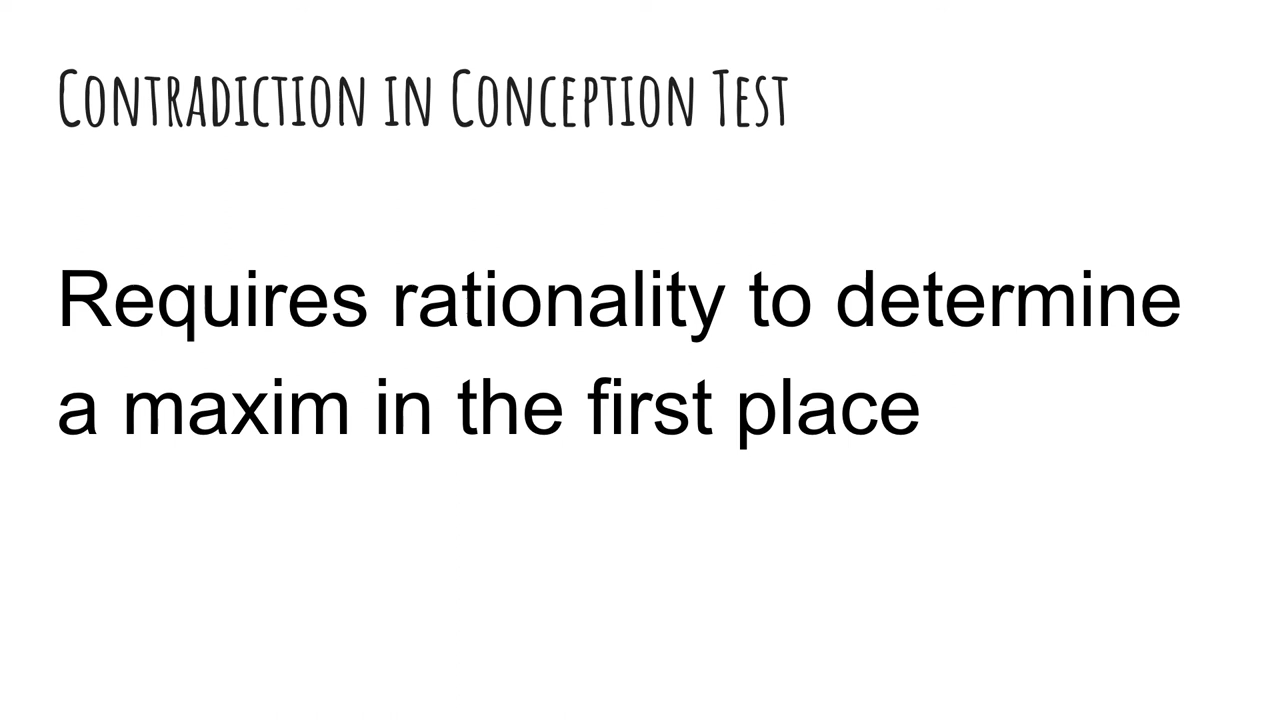 Contradiction in Conception Test
Requires rationality to determine
a maxim in the first place